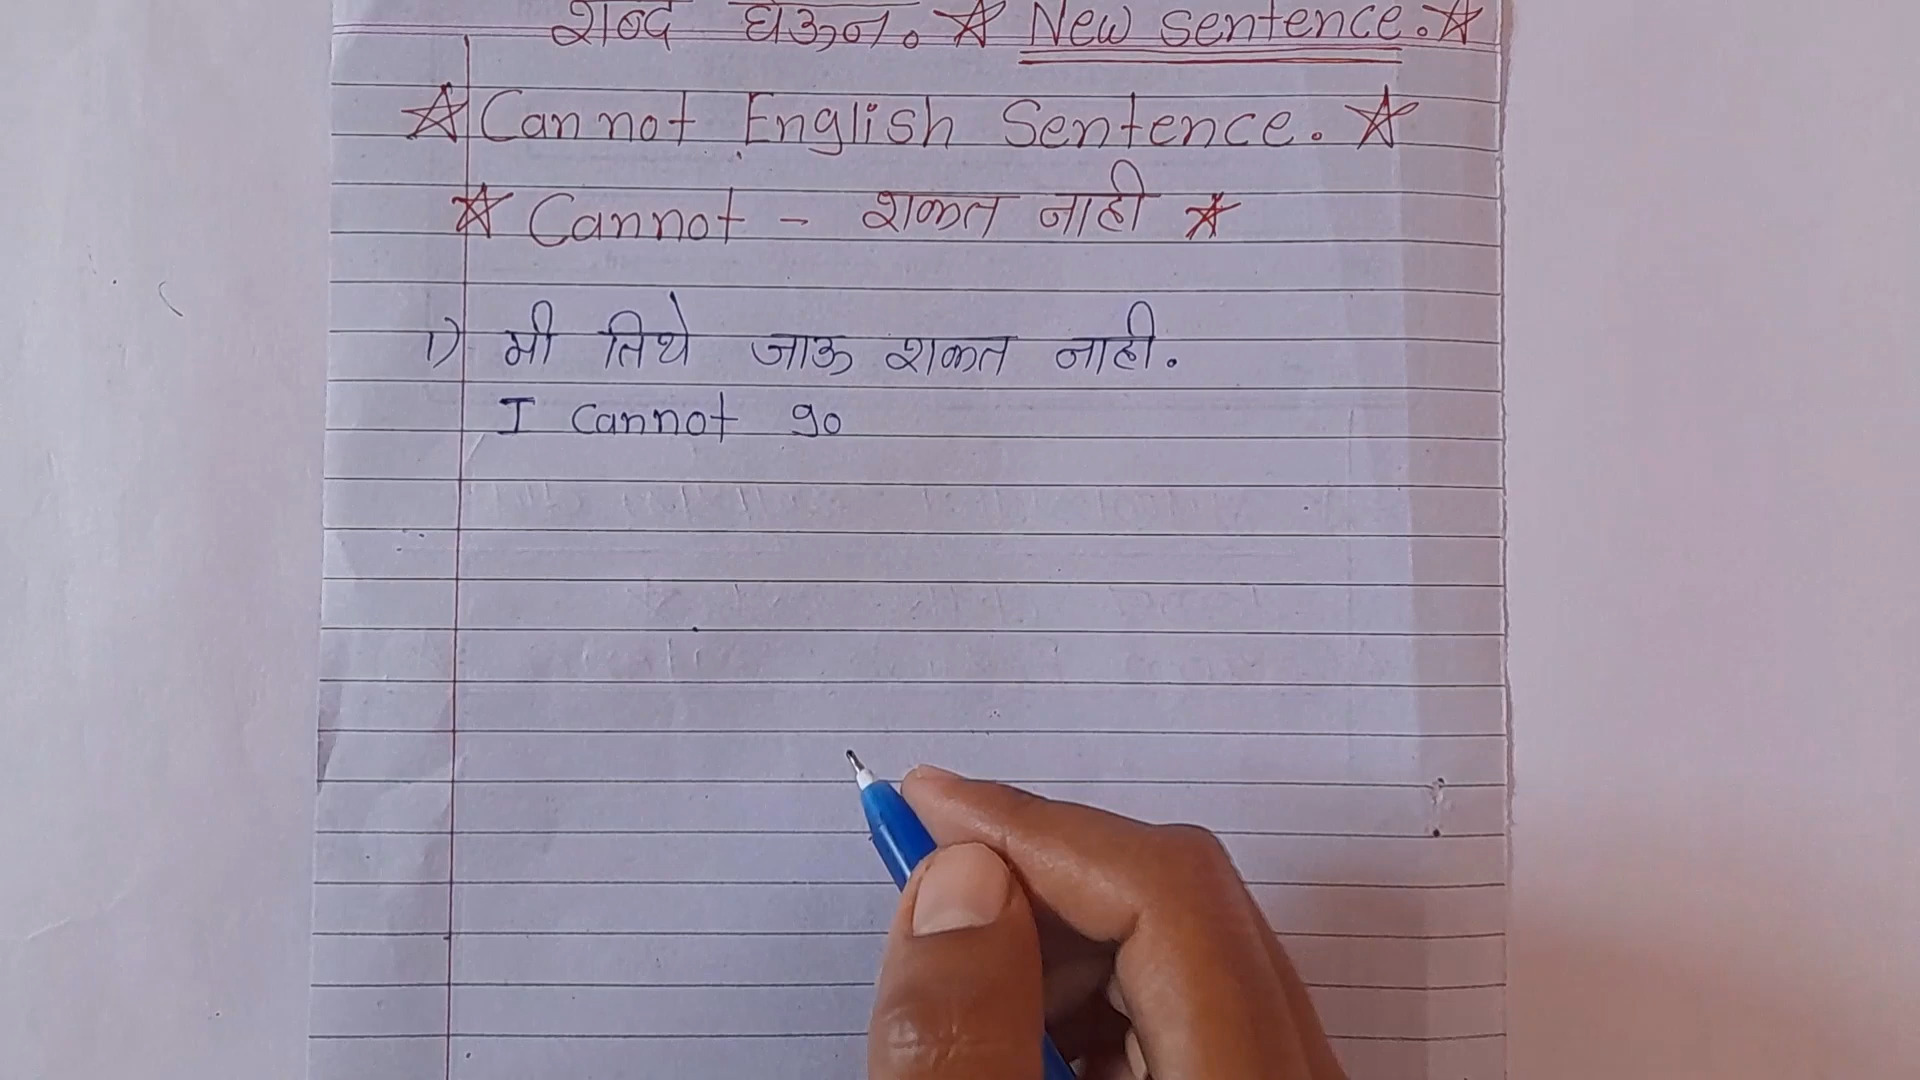 शब्द घेऊन. ☆ New sentence. ☆
☆ Cannot English Sentence. ☆
☆ Cannot - शकत नाही ☆
1) मी तिथे जाऊ शकत नाही.
I cannot go